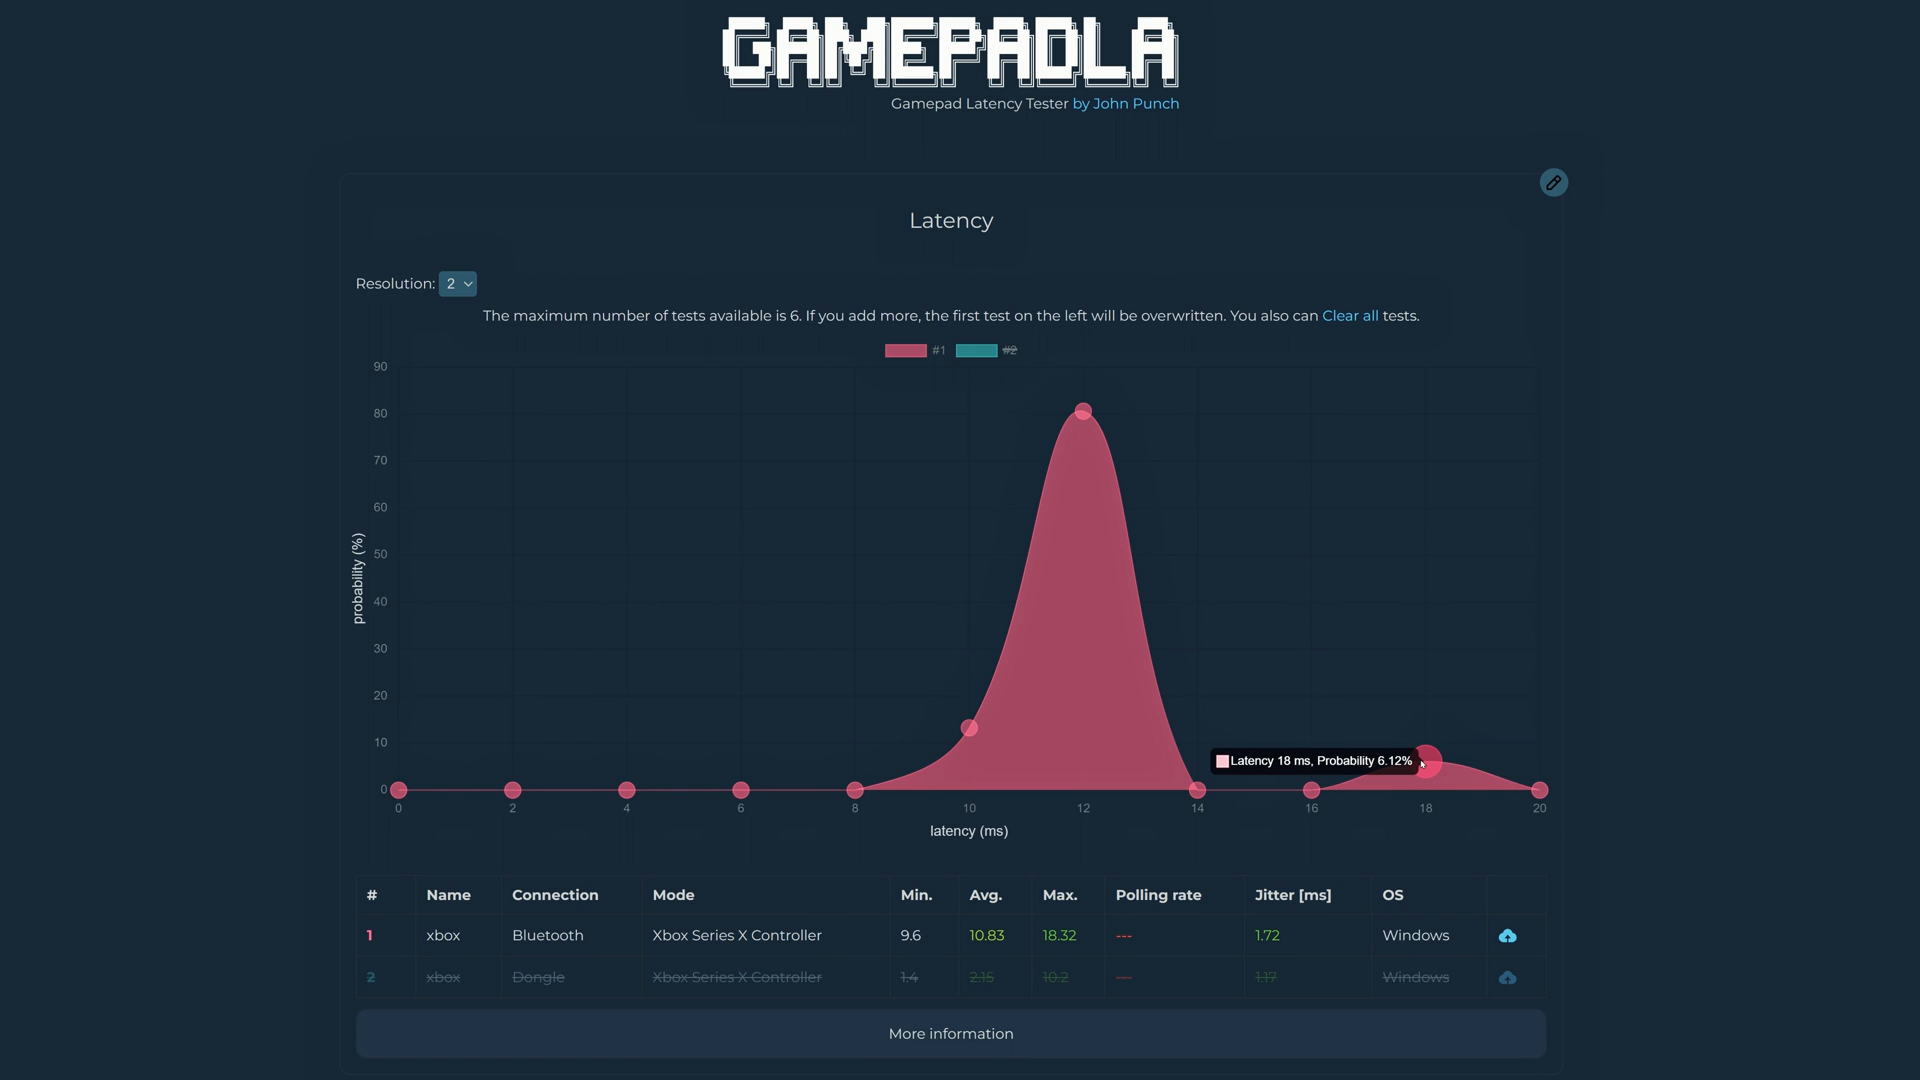 GAMEPADLA
Gamepad Latency Tester by John Punch
Latency
Resolution: 2
The maximum number of tests available is 6. If you add more, the first test on the left will be overwritten. You also can Clear all tests.
#1 #2
90
80
70
60
50
40
30
20
10
0
probability (%)
Latency 18 ms, Probability 6.12%
0 2 4 6 8 10 12 14 16 18 20
latency (ms)
# Name Connection Mode Min. Avg. Max. Polling rate Jitter [ms] OS
1 xbox Bluetooth Xbox Series X Controller 9.6 10.83 18.32 --- 1.72 Windows
2 xbox Dongle Xbox Series X Controller 1.4 2.15 10.2 --- 1.17 Windows
More information